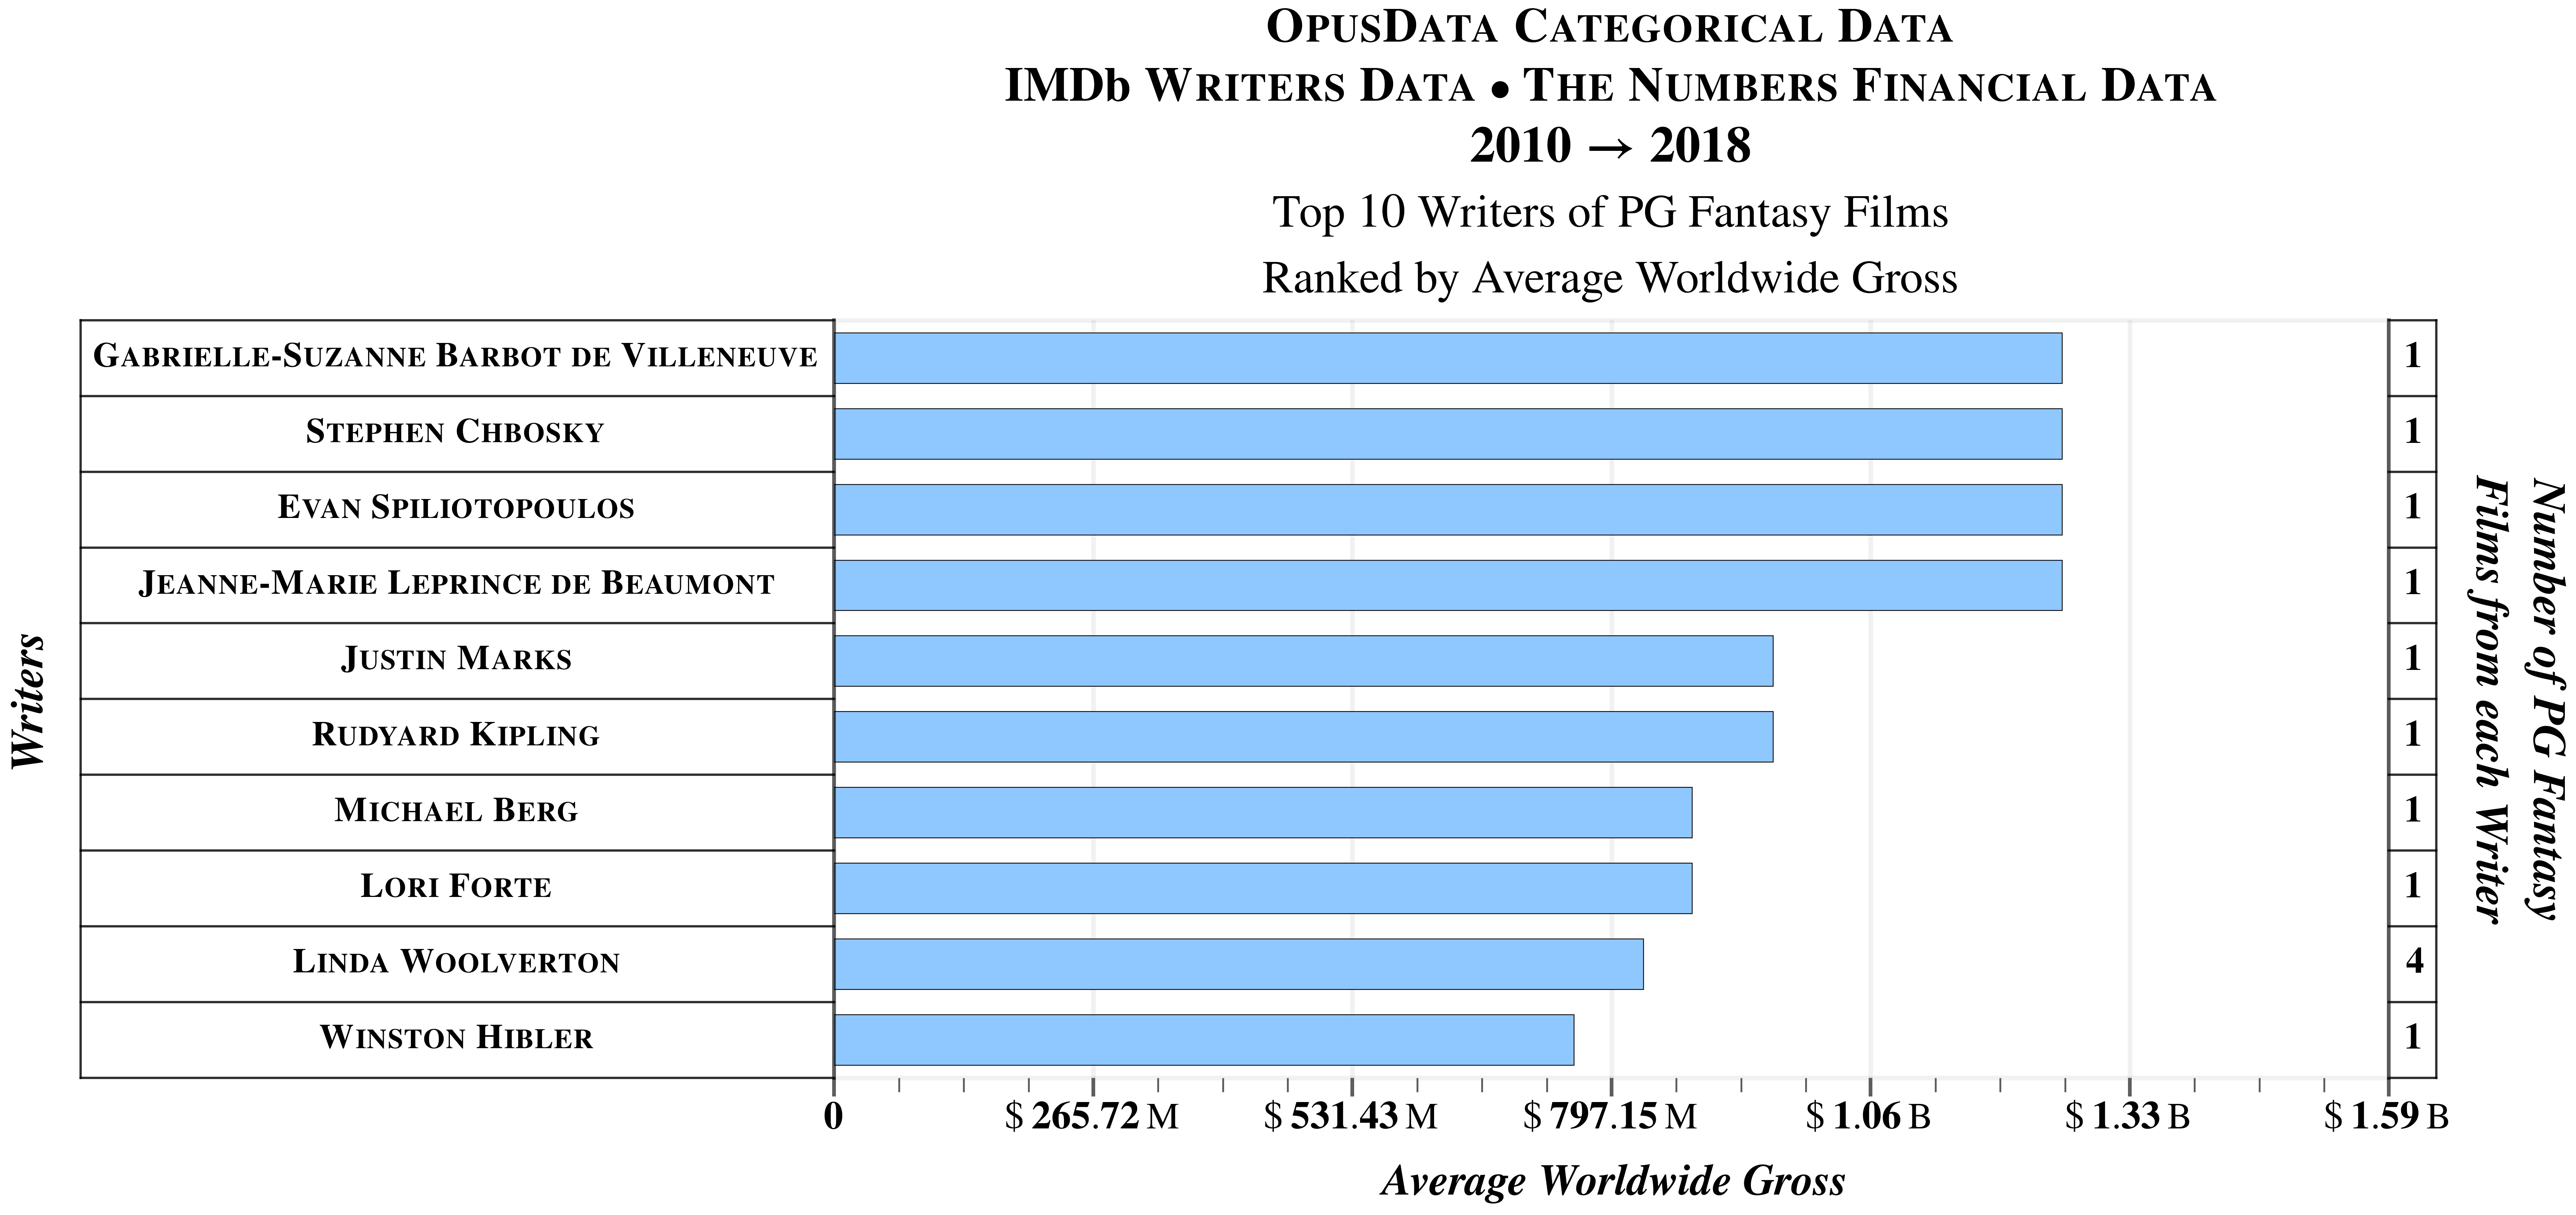 OpusData Categorical Data
IMDb Writers Data • The Numbers Financial Data
2010 → 2018
Top 10 Writers of PG Fantasy Films
Ranked by Average Worldwide Gross
Writers
Gabrielle-Suzanne Barbot de Villeneuve 1
Stephen Chbosky 1
Evan Spiliotopoulos 1
Jeanne-Marie Leprince de Beaumont 1
Justin Marks 1
Rudyard Kipling 1
Michael Berg 1
Lori Forte 1
Linda Woolverton 4
Winston Hibler 1
Number of PG Fantasy
Films from each Writer
0 $ 265.72 M $ 531.43 M $ 797.15 M $ 1.06 B $ 1.33 B $ 1.59 B
Average Worldwide Gross